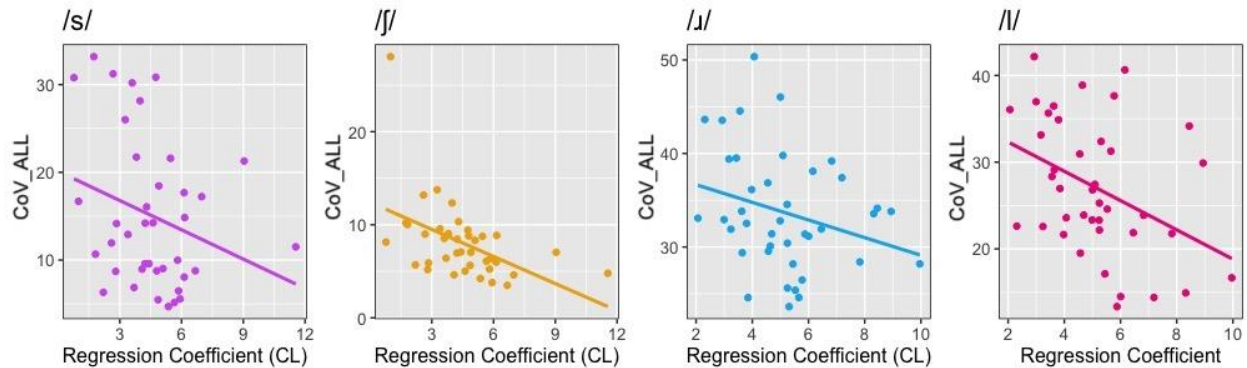 /s/
/ʃ/
/ɹ/
/l/
CoV_ALL
30
20
10
3
6
9
12
Regression Coefficient (CL)
CoV_ALL
20
10
0
3
6
9
12
Regression Coefficient (CL)
CoV_ALL
50
40
30
2
4
6
8
10
Regression Coefficient (CL)
CoV_ALL
40
30
20
2
4
6
8
10
Regression Coefficient